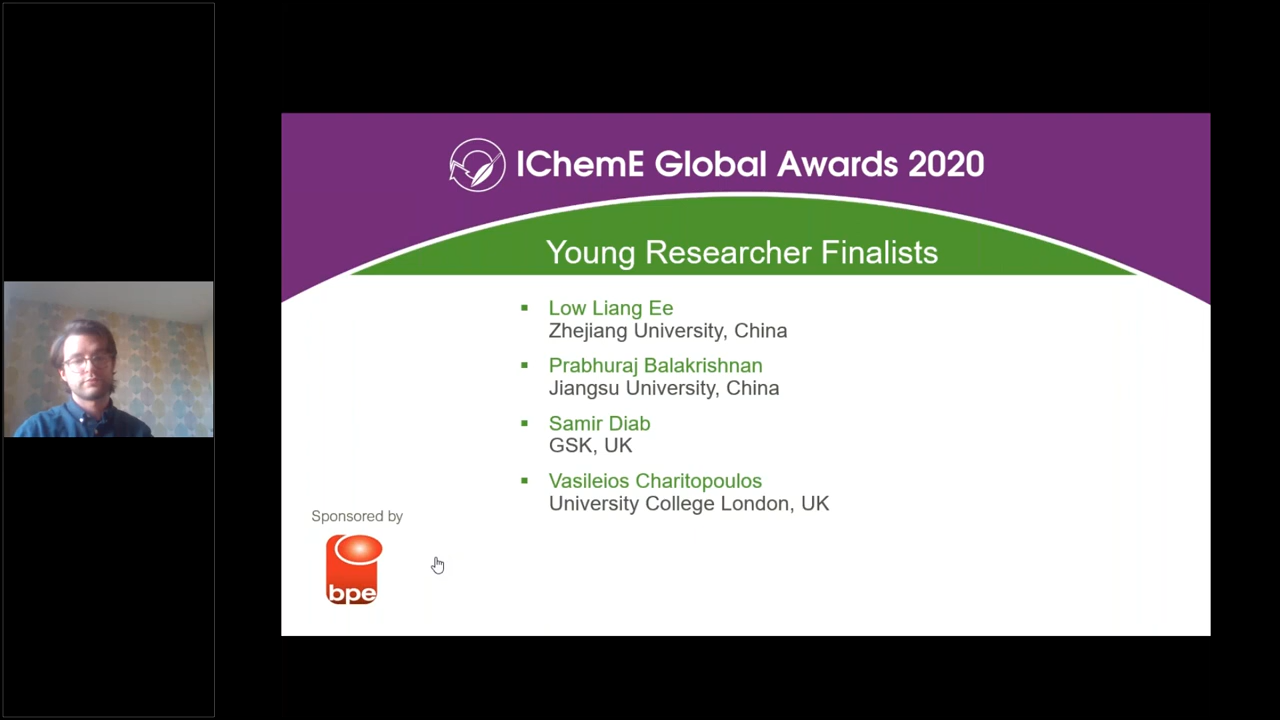 IChemE Global Awards 2020
Young Researcher Finalists
Low Liang Ee
Zhejiang University, China
Prabhuraj Balakrishnan
Jiangsu University, China
Samir Diab
GSK, UK
Vasileios Charitopoulos
University College London, UK
Sponsored by
bpe